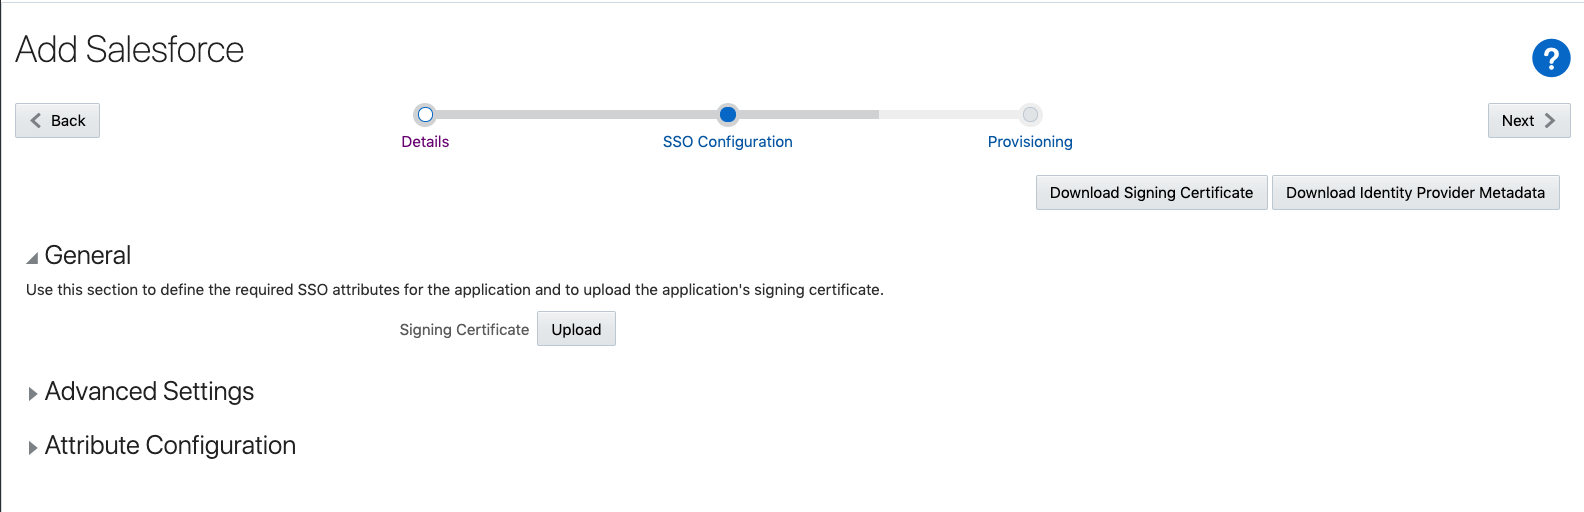 Add Salesforce
?
Back
Next
Details
SSO Configuration
Provisioning
Download Signing Certificate
Download Identity Provider Metadata
General
Use this section to define the required SSO attributes for the application and to upload the application's signing certificate.
Signing Certificate
Upload
Advanced Settings
Attribute Configuration